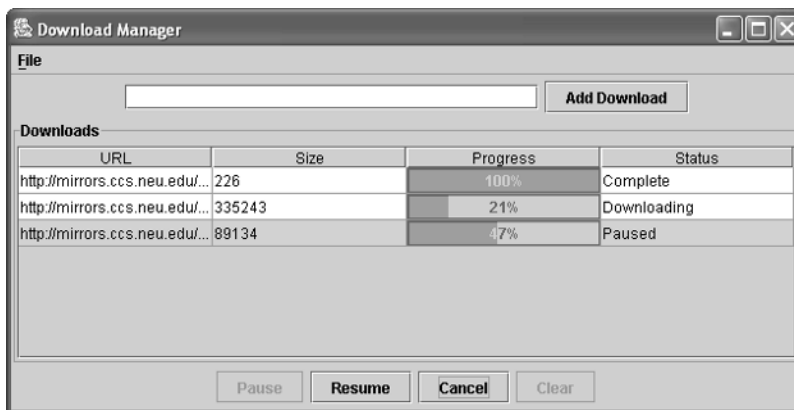 Download Manager
File
Add Download
Downloads
URL Size Progress Status
http://mirrors.ccs.neu.edu/... 226 100% Complete
http://mirrors.ccs.neu.edu/... 335243 21% Downloading
http://mirrors.ccs.neu.edu/... 89134 47% Paused
Pause Resume Cancel Clear